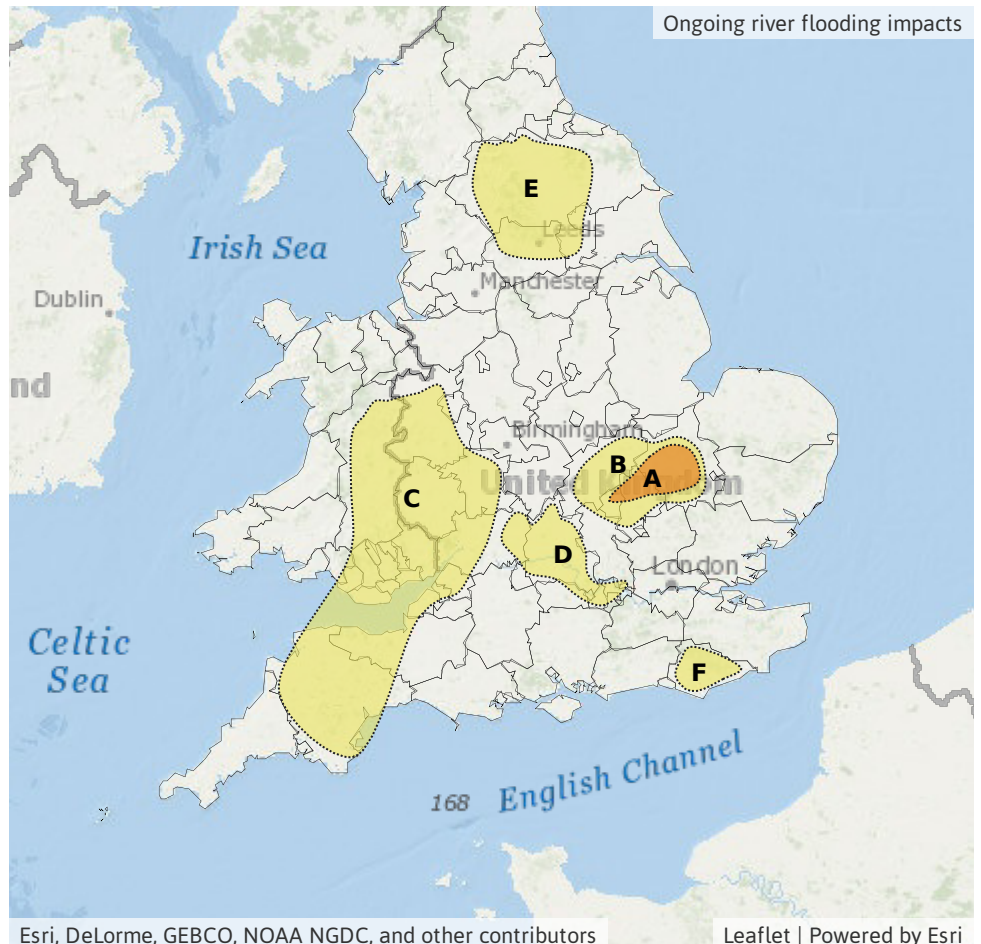 Ongoing river flooding impacts
E
Leeds
Irish Sea
Manchester
Dublin
nd
Birmingham
B
A
United Kingdom
C
D
London
Celtic
Sea
F
English Channel
168
Esri, DeLorme, GEBCO, NOAA NGDC, and other contributors
Leaflet | Powered by Esri